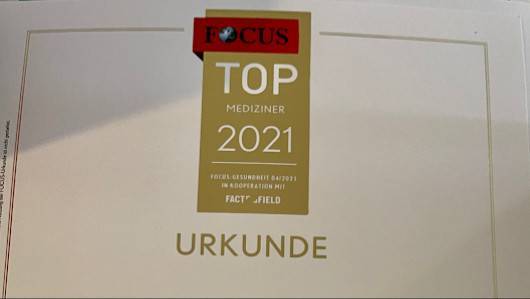 FOCUS
TOP
MEDIZINER
2021
FOCUS-GESUNDHEIT 04/2021
IN KOOPERATION MIT
URKUNDE